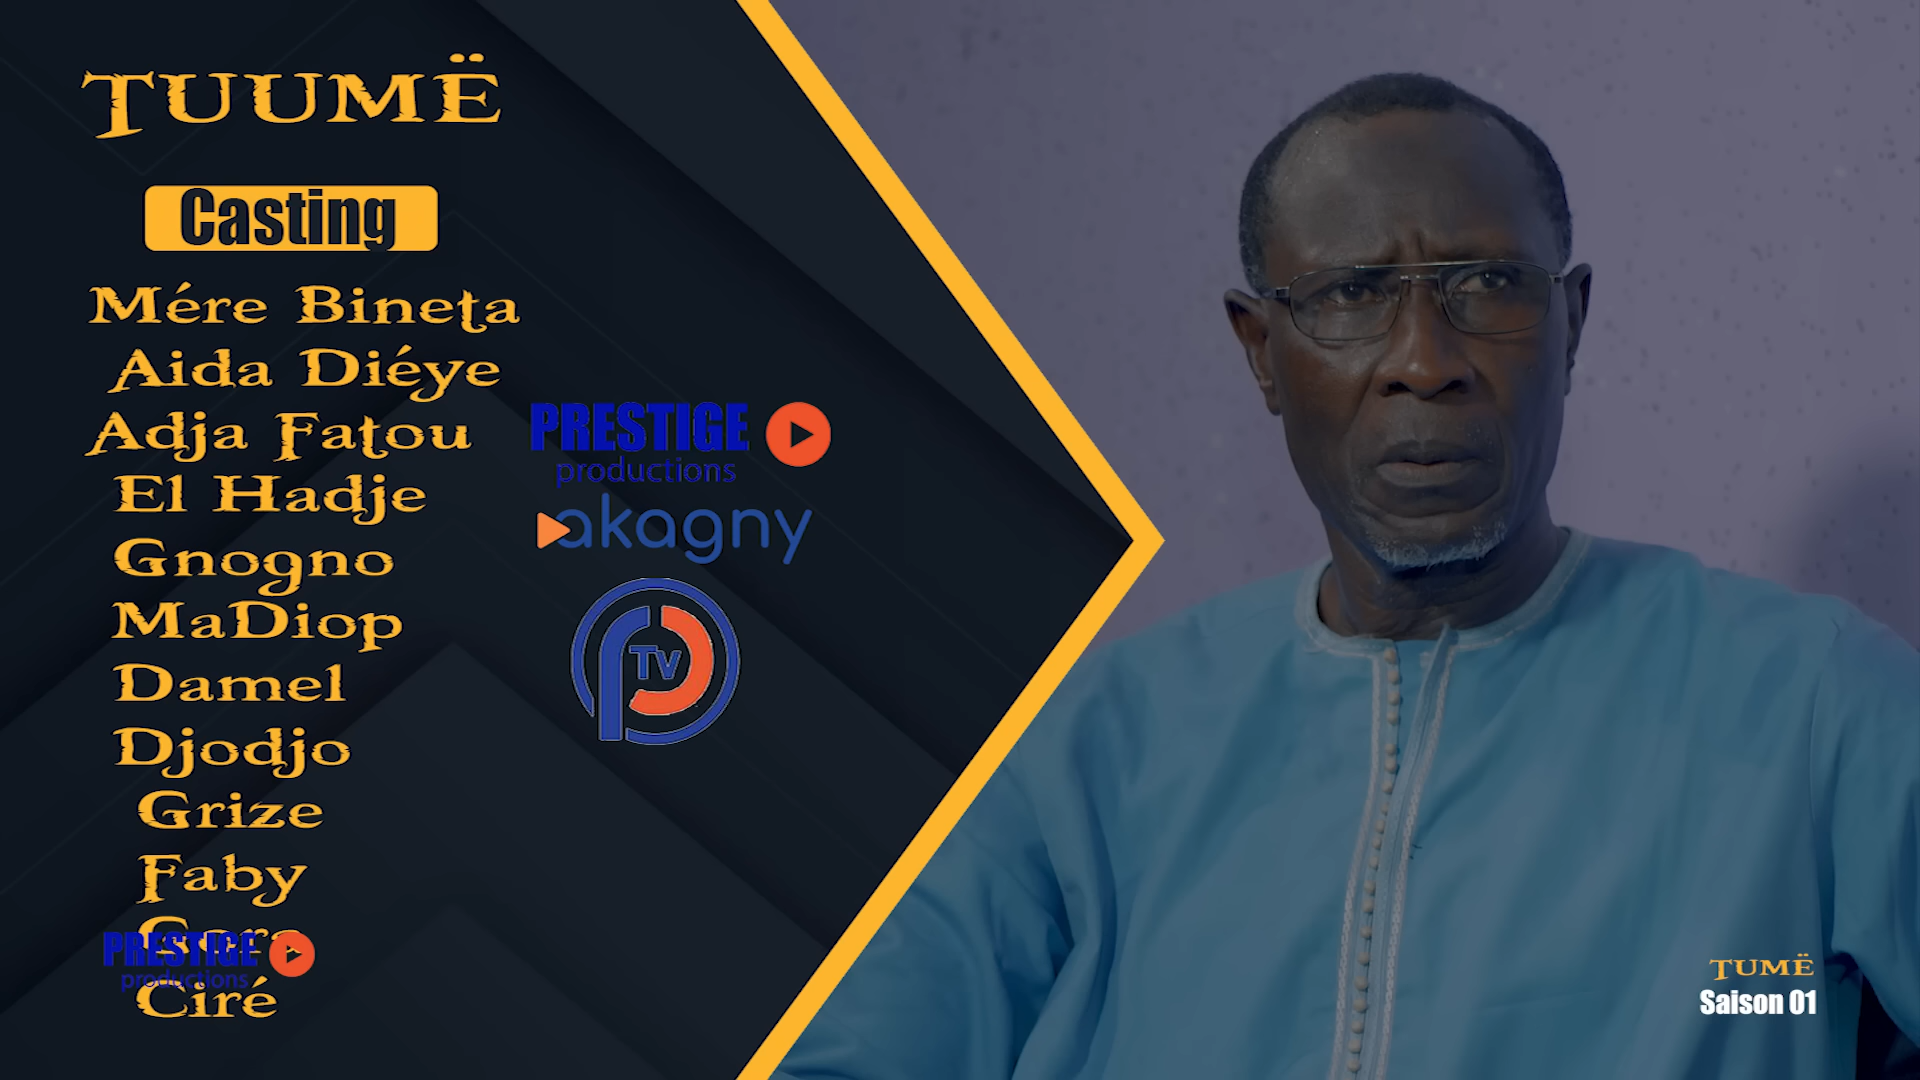 TUUMË
Casting
Mére Bineta
Aida Diéye
Adja Fatou
El Hadje
Gnogno
MaDiop
Damel
Djodjo
Grize
Faby
Ciré
PRESTIGE
productions
akagny
TV
PRESTIGE
productions
TUMË
Saison 01